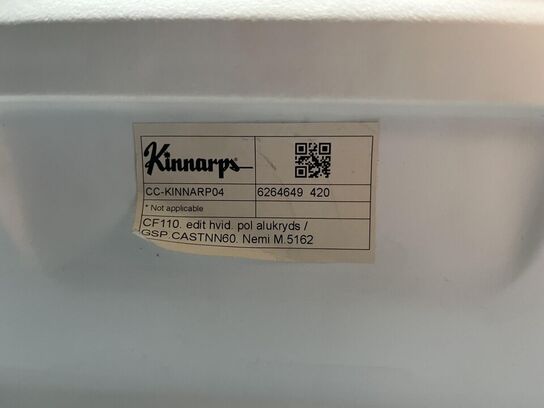 Kinnarps
CC-KINNARP04 6264649 420
* Not applicable
CF110. edit hvid. pol alukryds /
GSP.CASTNN60. Nemi M.5162